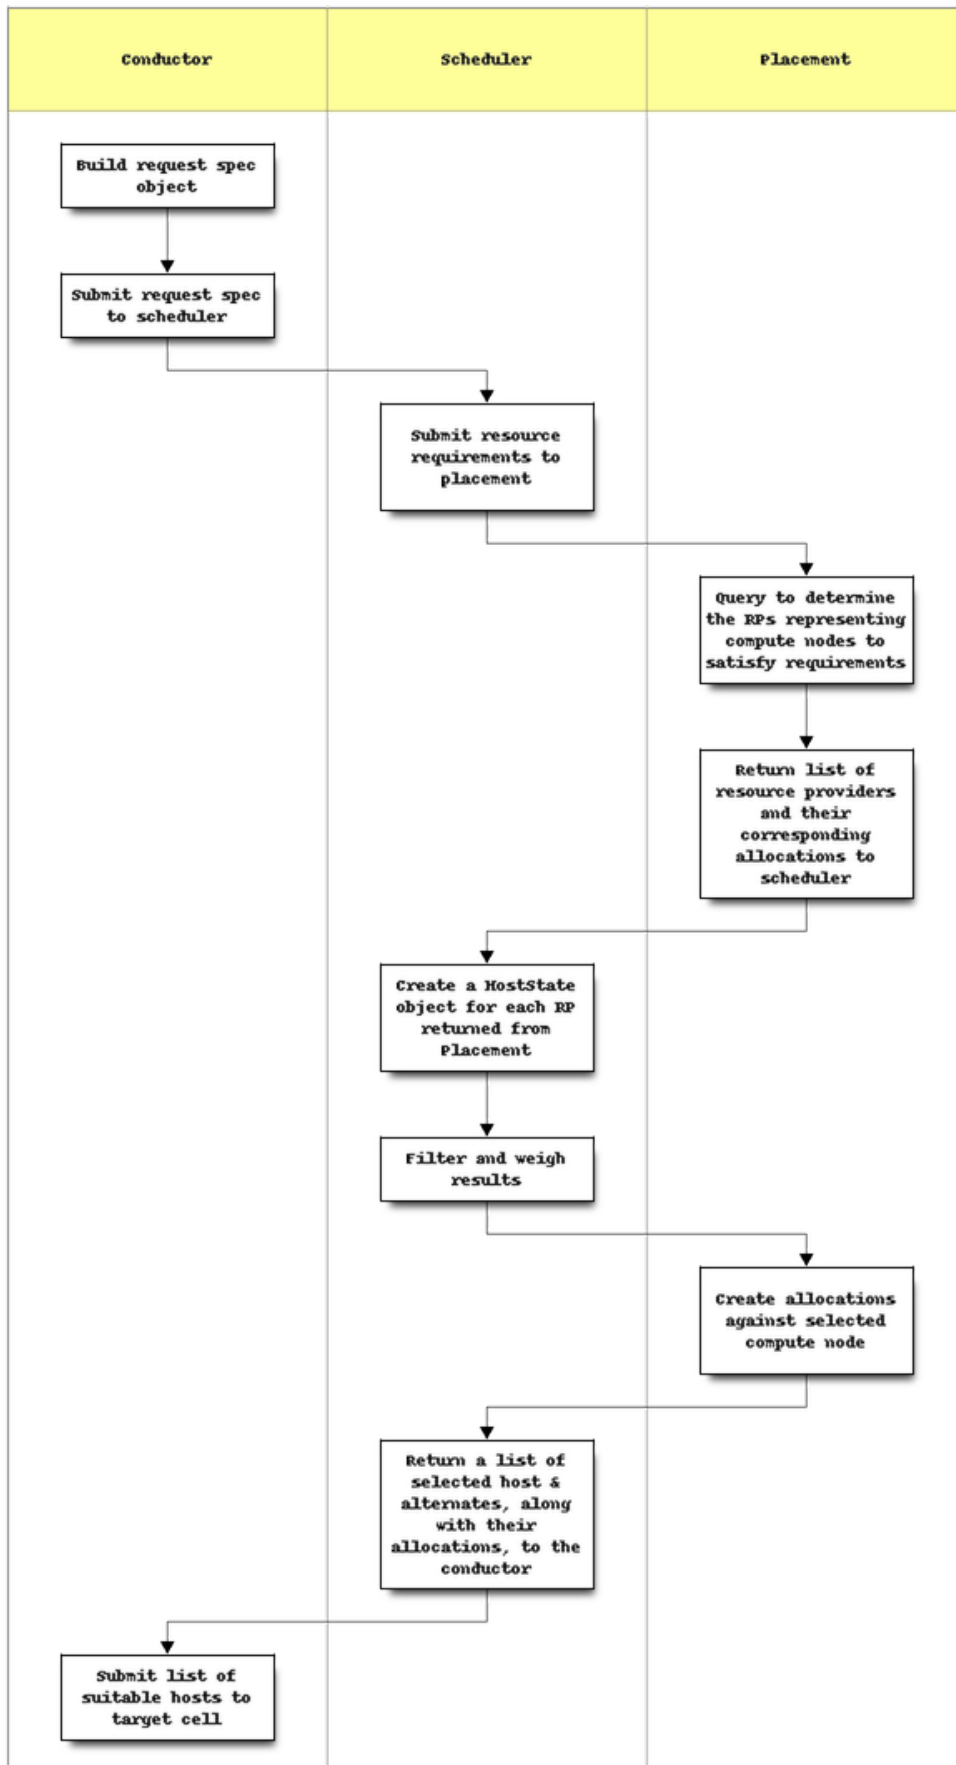 Conductor
Scheduler
Placement
Build request spec
object
Submit request spec
to scheduler
Submit resource
requirements to
placement
Query to determine
the RPs representing
compute nodes to
satisfy requirements
Return list of
resource providers
and their
corresponding
allocations to
scheduler
Create a HostState
object for each RP
returned from
Placement
Filter and weigh
results
Create allocations
against selected
compute node
Return a list of
selected host &
alternates, along
with their
allocations, to the
conductor
Submit list of
suitable hosts to
target cell